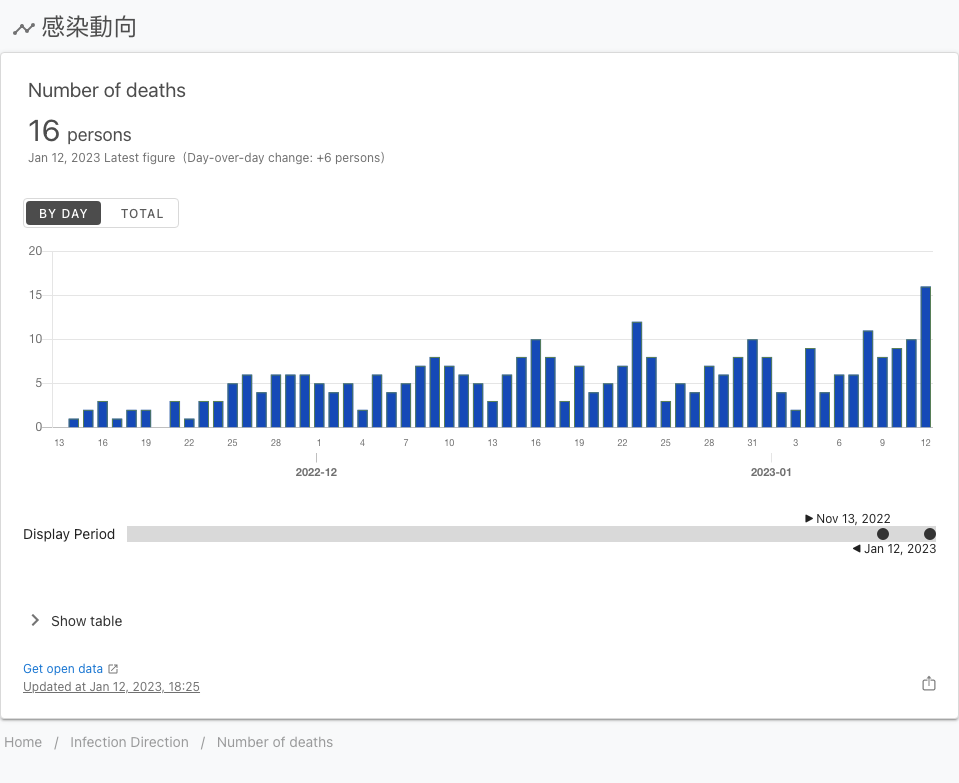 感染動向
Number of deaths
16 persons
Jan 12, 2023 Latest figure (Day-over-day change: +6 persons)
BY DAY TOTAL
20
15
10
5
0
13 16 19 22 25 28 1 4 7 10 13 16 19 22 25 28 31 3 6 9 12
2022-12 2023-01
Nov 13, 2022
Display Period
Jan 12, 2023
Show table
Get open data
Updated at Jan 12, 2023, 18:25
Home / Infection Direction / Number of deaths